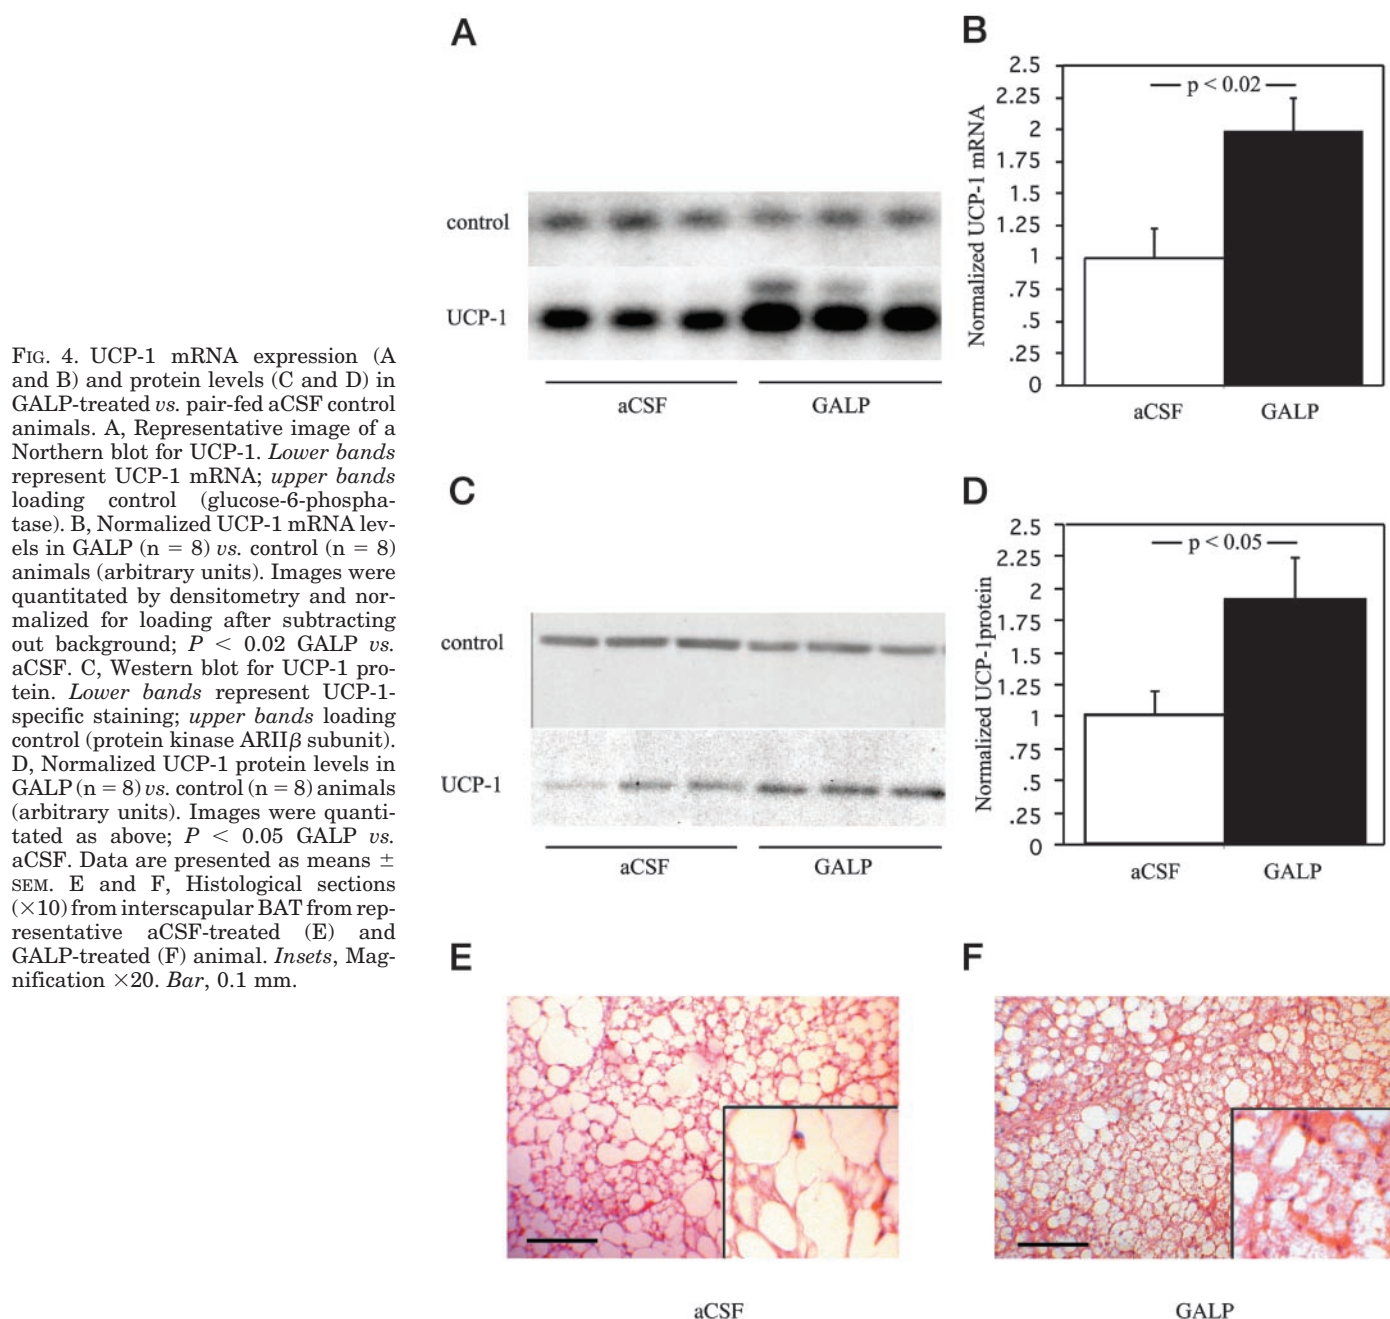 FIG. 4. UCP-1 mRNA expression (A
and B) and protein levels (C and D) in
GALP-treated vs. pair-fed aCSF control
animals. A, Representative image of a
Northern blot for UCP-1. Lower bands
represent UCP-1 mRNA; upper bands
loading control (glucose-6-phospha-
tase). B, Normalized UCP-1 mRNA lev-
els in GALP (n = 8) vs. control (n = 8)
animals (arbitrary units). Images were
quantitated by densitometry and nor-
malized for loading after subtracting
out background; P < 0.02 GALP vs.
aCSF. C, Western blot for UCP-1 pro-
tein. Lower bands represent UCP-1-
specific staining; upper bands loading
control (protein kinase ARIIβ subunit).
D, Normalized UCP-1 protein levels in
GALP (n = 8) vs. control (n = 8) animals
(arbitrary units). Images were quanti-
tated as above; P < 0.05 GALP vs.
aCSF. Data are presented as means ±
SEM. E and F, Histological sections
(×10) from interscapular BAT from rep-
resentative aCSF-treated (E) and
GALP-treated (F) animal. Insets, Mag-
nification ×20. Bar, 0.1 mm.
A
control
UCP-1
aCSF GALP
B
Normalized UCP-1 mRNA
2.5
2.25
2
1.75
1.5
1.25
1
.75
.5
.25
0
p < 0.02
aCSF GALP
C
control
UCP-1
aCSF GALP
D
Normalized UCP-1protein
2.5
2.25
2
1.75
1.5
1.25
1
.75
.5
.25
0
p < 0.05
aCSF GALP
E
aCSF
F
GALP